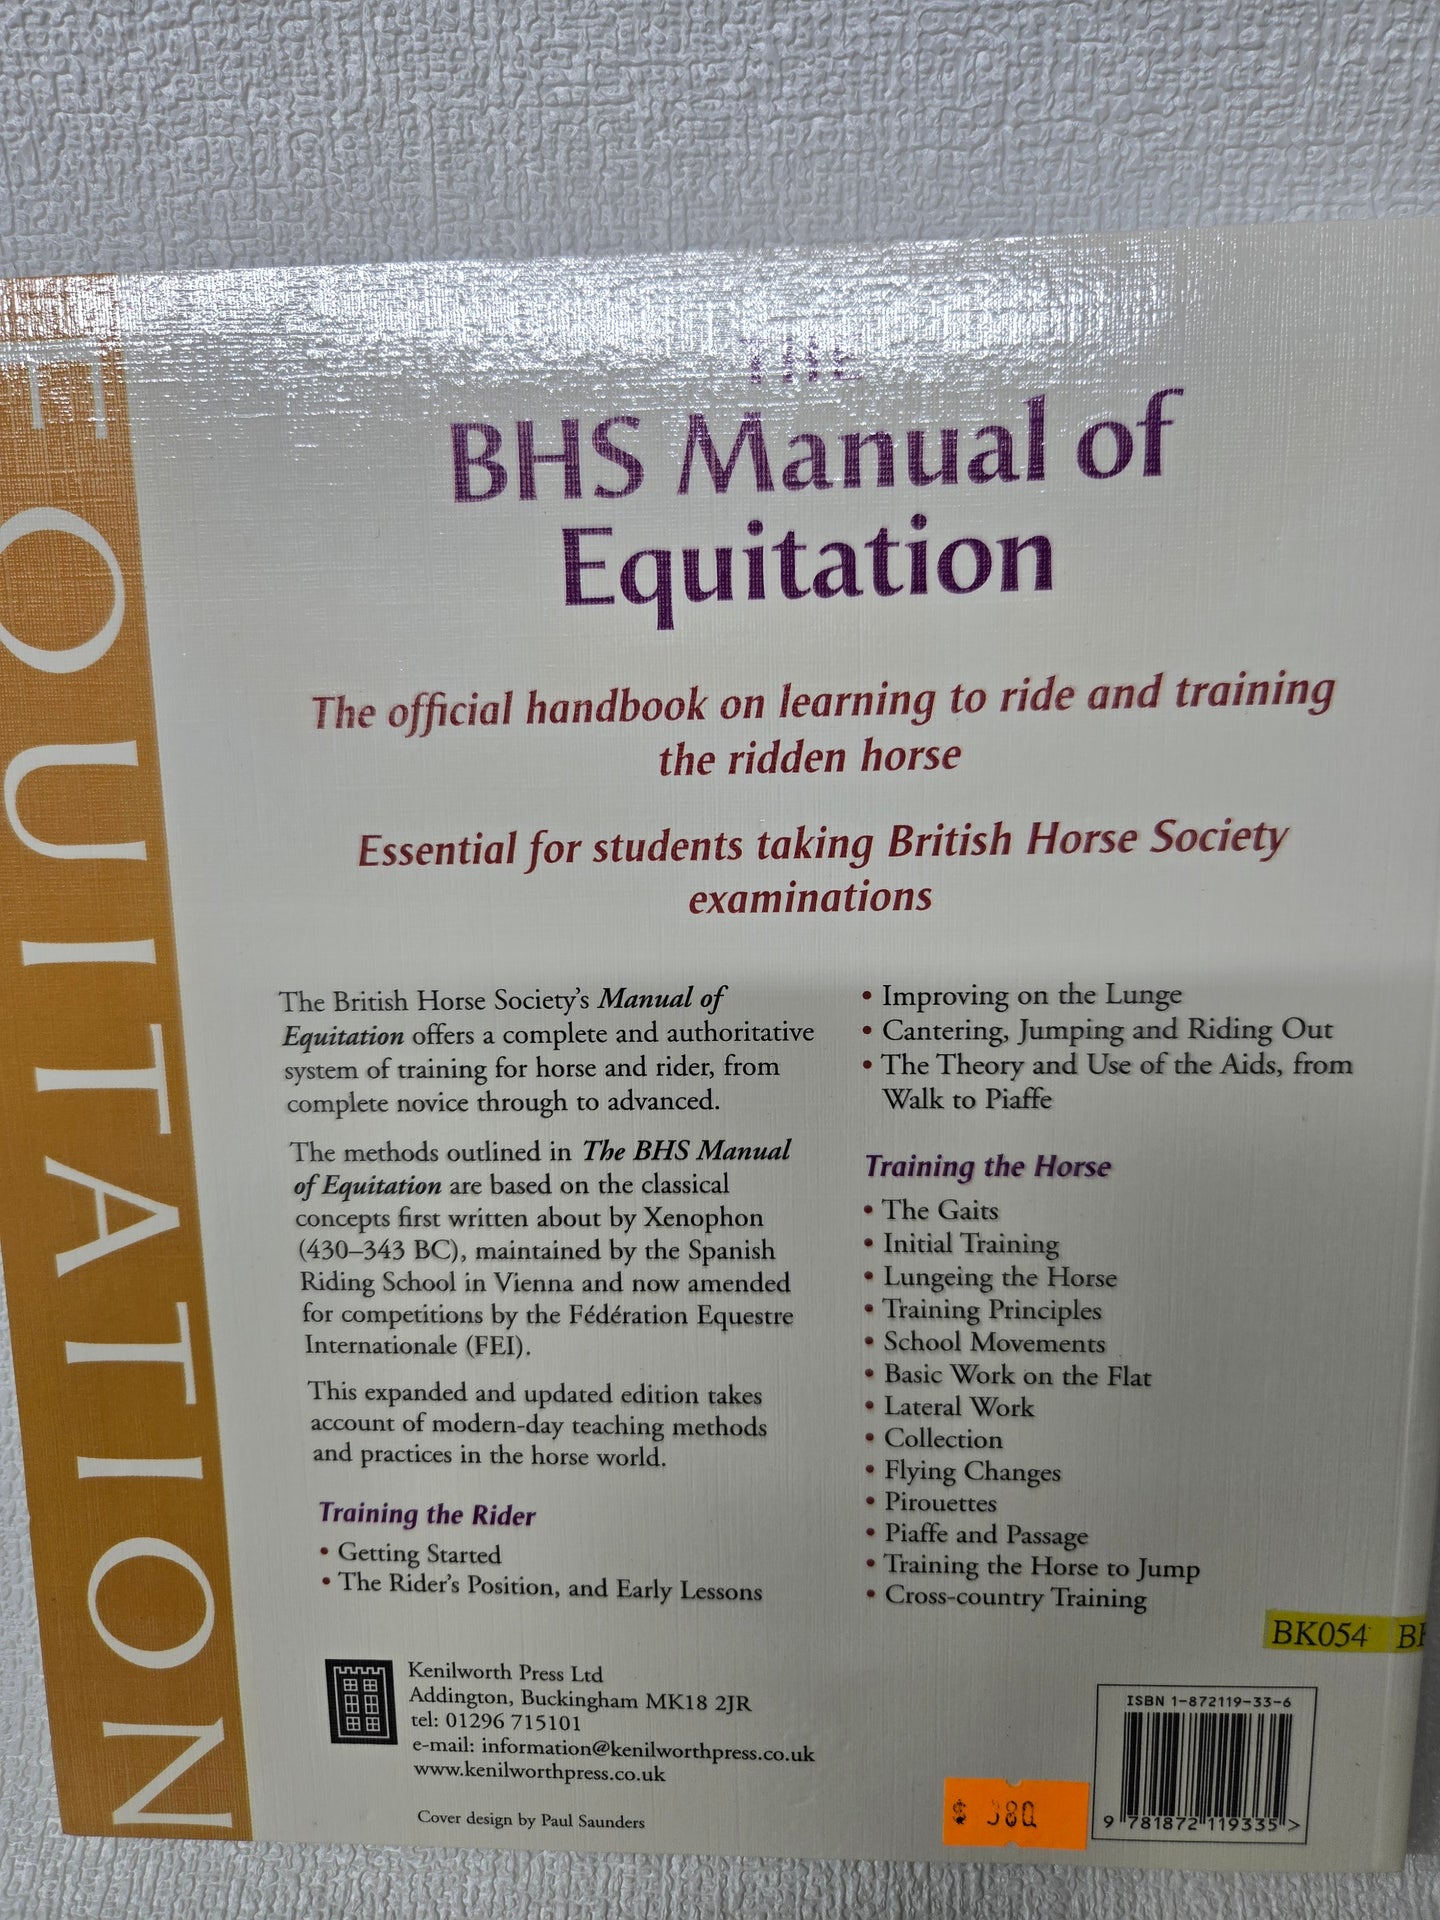 EQUITATION
THE
BHS Manual of
Equitation
The official handbook on learning to ride and training
the ridden horse
Essential for students taking British Horse Society
examinations
The British Horse Society's Manual of
Equitation offers a complete and authoritative
system of training for horse and rider, from
complete novice through to advanced.
The methods outlined in The BHS Manual
of Equitation are based on the classical
concepts first written about by Xenophon
(430–343 BC), maintained by the Spanish
Riding School in Vienna and now amended
for competitions by the Fédération Equestre
Internationale (FEI).
This expanded and updated edition takes
account of modern-day teaching methods
and practices in the horse world.
Training the Rider
• Getting Started
• The Rider's Position, and Early Lessons
• Improving on the Lunge
• Cantering, Jumping and Riding Out
• The Theory and Use of the Aids, from
Walk to Piaffe
Training the Horse
• The Gaits
• Initial Training
• Lungeing the Horse
• Training Principles
• School Movements
• Basic Work on the Flat
• Lateral Work
• Collection
• Flying Changes
• Pirouettes
• Piaffe and Passage
• Training the Horse to Jump
• Cross-country Training
BK054
Kenilworth Press Ltd
Addington, Buckingham MK18 2JR
tel: 01296 715101
e-mail: information@kenilworthpress.co.uk
www.kenilworthpress.co.uk
Cover design by Paul Saunders
ISBN 1-872119-33-6
9 781872 119335 >